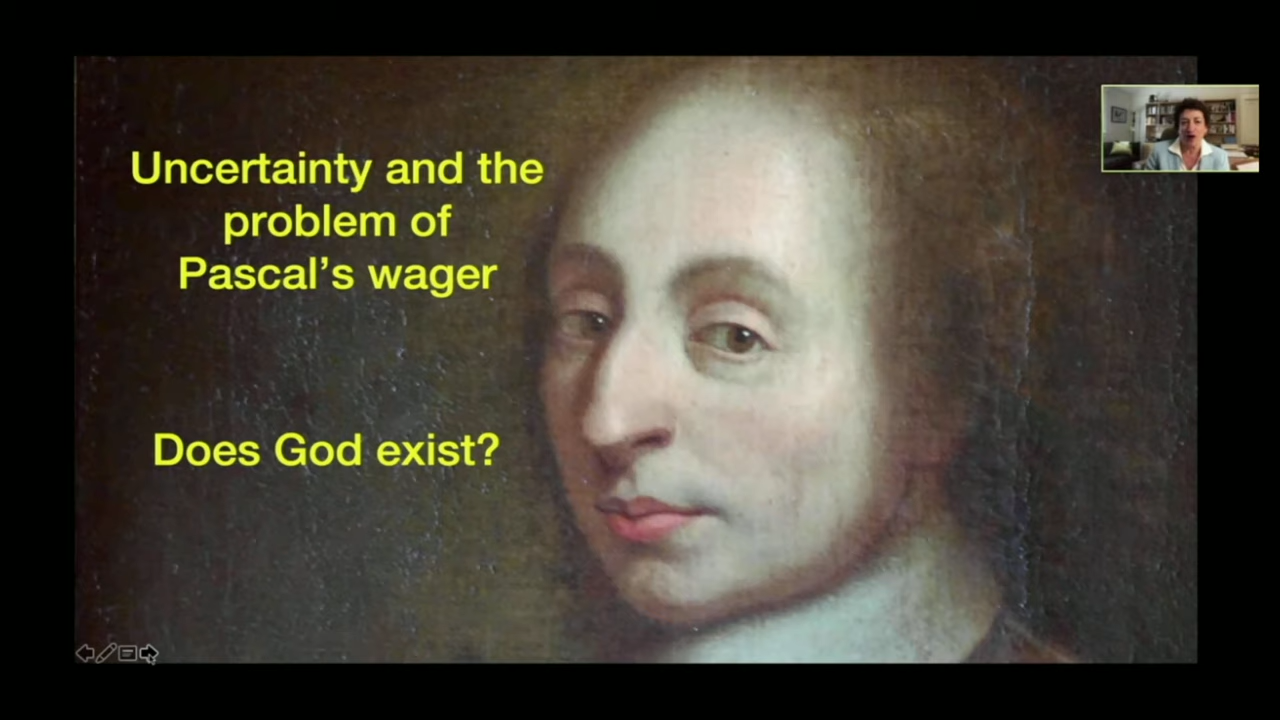 Uncertainty and the
problem of
Pascal’s wager
Does God exist?